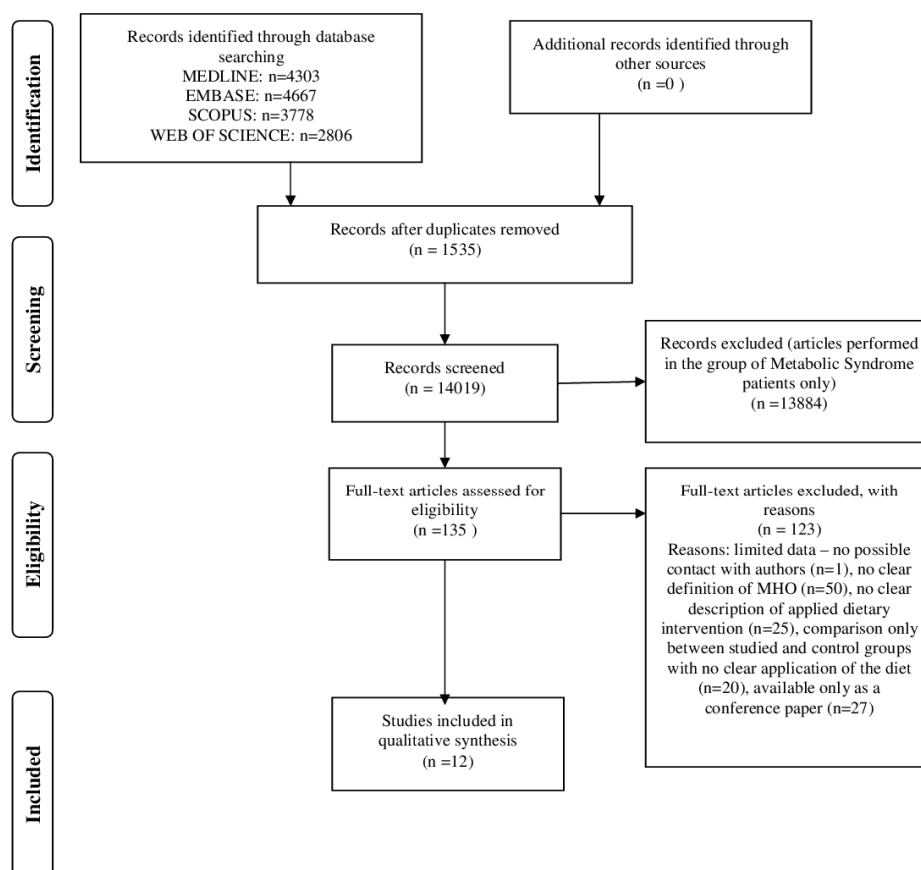 Identification
Records identified through database
searching
MEDLINE: n=4303
EMBASE: n=4667
SCOPUS: n=3778
WEB OF SCIENCE: n=2806
Additional records identified through
other sources
(n =0 )
Records after duplicates removed
(n = 1535)
Screening
Records screened
(n = 14019)
Records excluded (articles performed
in the group of Metabolic Syndrome
patients only)
(n =13884)
Eligibility
Full-text articles assessed for
eligibility
(n =135 )
Full-text articles excluded, with
reasons
(n = 123)
Reasons: limited data – no possible
contact with authors (n=1), no clear
definition of MHO (n=50), no clear
description of applied dietary
intervention (n=25), comparison only
between studied and control groups
with no clear application of the diet
(n=20), available only as a
conference paper (n=27)
Included
Studies included in
qualitative synthesis
(n =12)